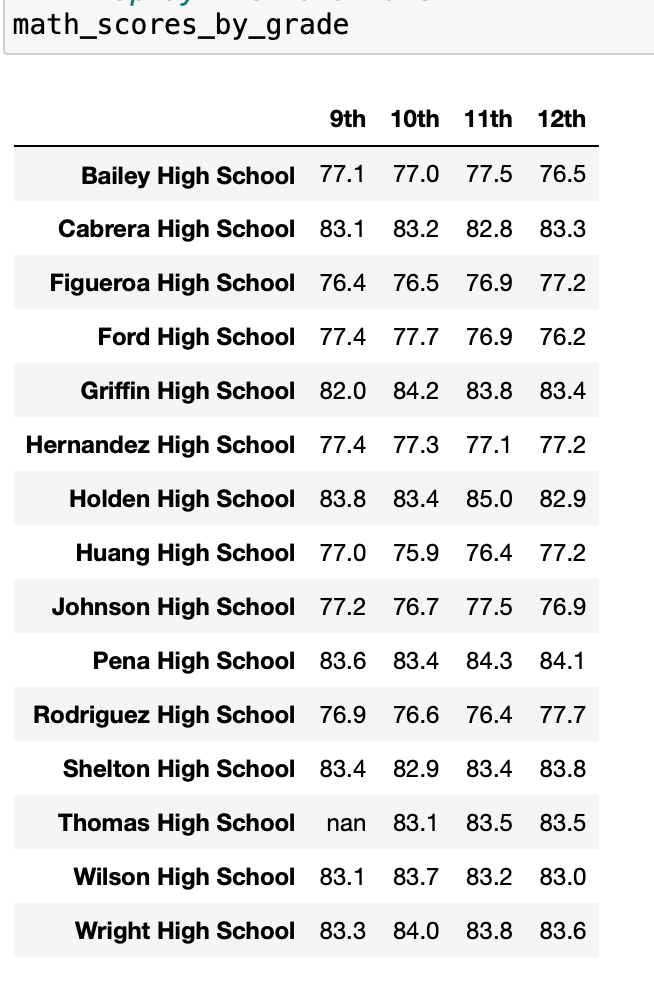 math_scores_by_grade
9th 10th 11th 12th
Bailey High School 77.1 77.0 77.5 76.5
Cabrera High School 83.1 83.2 82.8 83.3
Figueroa High School 76.4 76.5 76.9 77.2
Ford High School 77.4 77.7 76.9 76.2
Griffin High School 82.0 84.2 83.8 83.4
Hernandez High School 77.4 77.3 77.1 77.2
Holden High School 83.8 83.4 85.0 82.9
Huang High School 77.0 75.9 76.4 77.2
Johnson High School 77.2 76.7 77.5 76.9
Pena High School 83.6 83.4 84.3 84.1
Rodriguez High School 76.9 76.6 76.4 77.7
Shelton High School 83.4 82.9 83.4 83.8
Thomas High School nan 83.1 83.5 83.5
Wilson High School 83.1 83.7 83.2 83.0
Wright High School 83.3 84.0 83.8 83.6